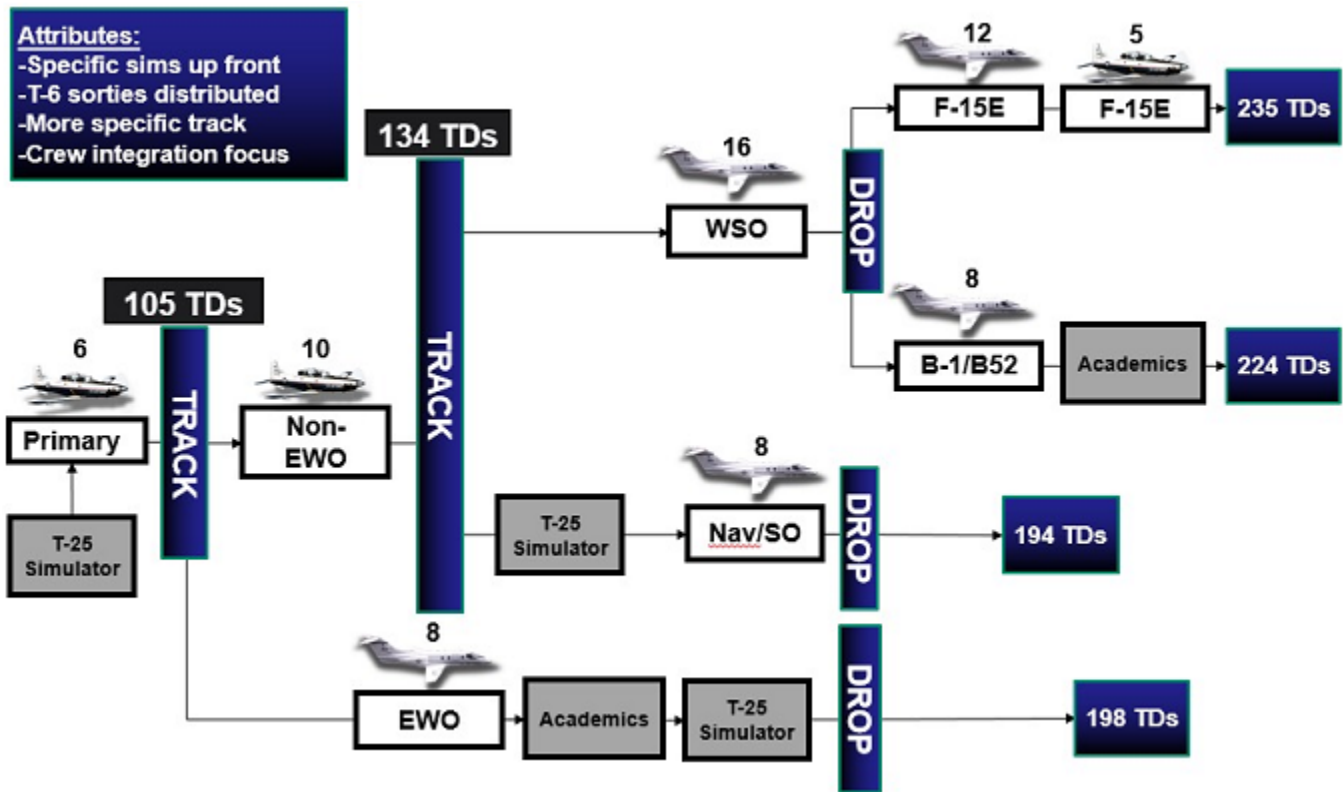 Attributes:
-Specific sims up front
-T-6 sorties distributed
-More specific track
-Crew integration focus
12
5
F-15E
F-15E
235 TDs
134 TDs
16
WSO
DROP
8
B-1/B52
Academics
224 TDs
105 TDs
6
Primary
TRACK
10
Non-
EWO
TRACK
T-25
Simulator
T-25
Simulator
8
Nav/SO
DROP
194 TDs
8
EWO
Academics
T-25
Simulator
DROP
198 TDs